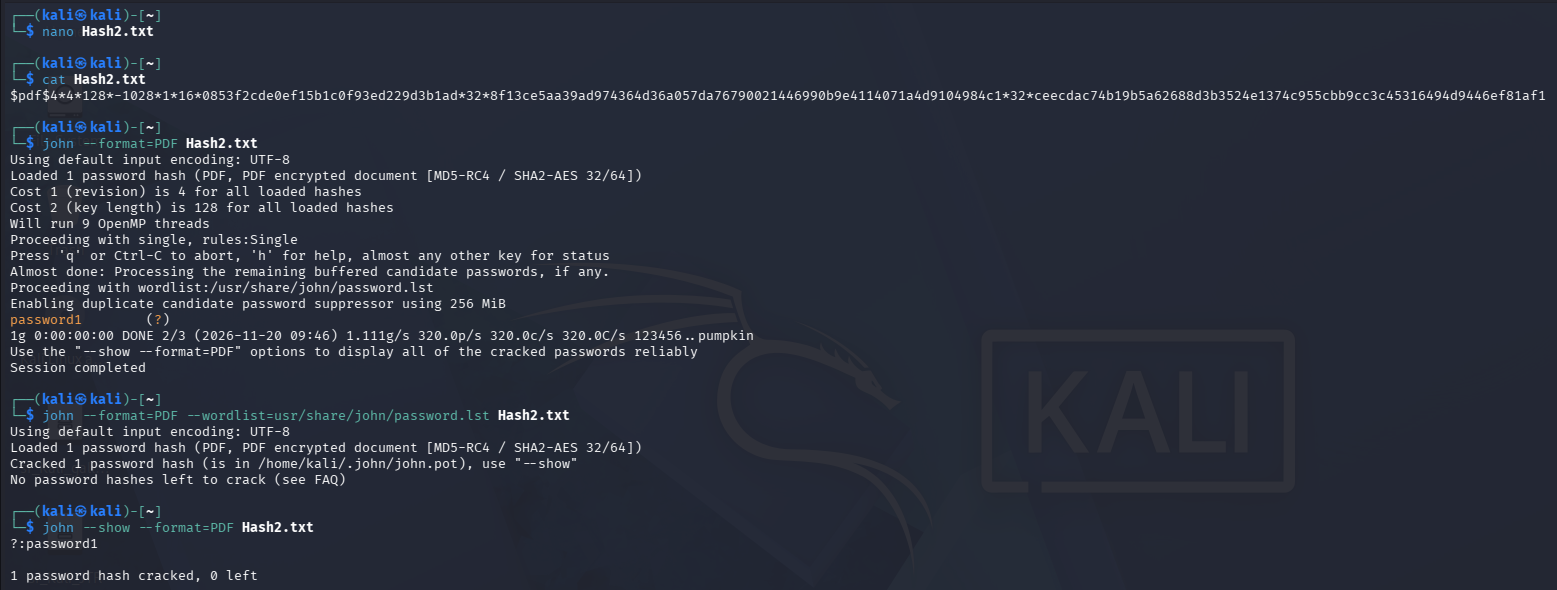 ┌──(kali㉿kali)-[~]
└─$ nano Hash2.txt
┌──(kali㉿kali)-[~]
└─$ cat Hash2.txt
$pdf$4*4*128*-1028*1*16*0853f2cde0ef15b1c0f93ed229d3b1ad*32*8f13ce5aa39ad974364d36a057da76790021446990b9e4114071a4d9104984c1*32*ceecdac74b19b5a62688d3b3524e1374c955cbb9cc3c45316494d9446ef81af1
┌──(kali㉿kali)-[~]
└─$ john --format=PDF Hash2.txt
Using default input encoding: UTF-8
Loaded 1 password hash (PDF, PDF encrypted document [MD5-RC4 / SHA2-AES 32/64])
Cost 1 (revision) is 4 for all loaded hashes
Cost 2 (key length) is 128 for all loaded hashes
Will run 9 OpenMP threads
Proceeding with single, rules:Single
Press 'q' or Ctrl-C to abort, 'h' for help, almost any other key for status
Almost done: Processing the remaining buffered candidate passwords, if any.
Proceeding with wordlist:/usr/share/john/password.lst
Enabling duplicate candidate password suppressor using 256 MiB
password1        (?)
1g 0:00:00:00 DONE 2/3 (2026-11-20 09:46) 1.111g/s 320.0p/s 320.0c/s 320.0C/s 123456..pumpkin
Use the "--show --format=PDF" options to display all of the cracked passwords reliably
Session completed
┌──(kali㉿kali)-[~]
└─$ john --format=PDF --wordlist=usr/share/john/password.lst Hash2.txt
Using default input encoding: UTF-8
Loaded 1 password hash (PDF, PDF encrypted document [MD5-RC4 / SHA2-AES 32/64])
Cracked 1 password hash (is in /home/kali/.john/john.pot), use "--show"
No password hashes left to crack (see FAQ)
┌──(kali㉿kali)-[~]
└─$ john --show --format=PDF Hash2.txt
?:password1
1 password hash cracked, 0 left
KALI